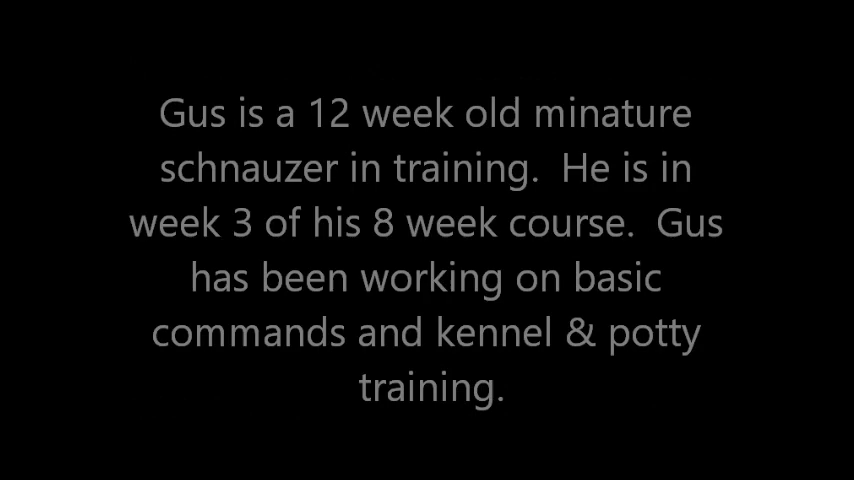 Gus is a 12 week old minature
schnauzer in training.  He is in
week 3 of his 8 week course.  Gus
has been working on basic
commands and kennel & potty
training.